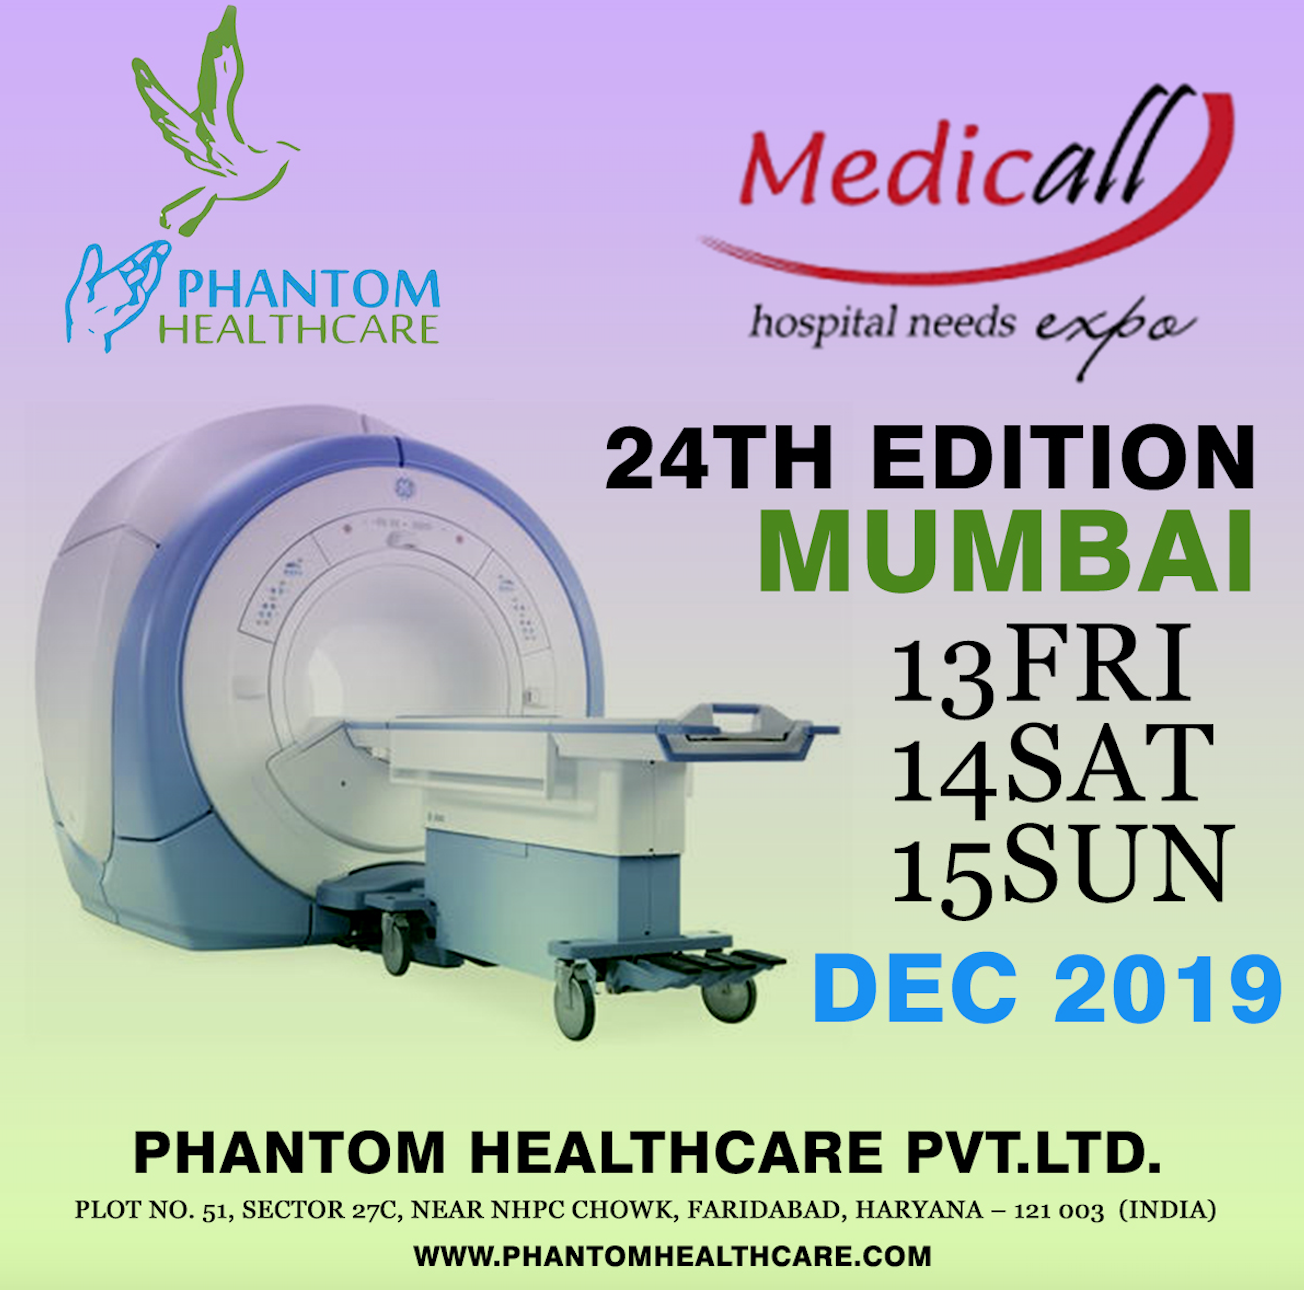 PHANTOM
HEALTHCARE
Medicall
hospital needs expo
24TH EDITION
MUMBAI
13FRI
14SAT
15SUN
DEC 2019
PHANTOM HEALTHCARE PVT.LTD.
PLOT NO. 51, SECTOR 27C, NEAR NHPC CHOWK, FARIDABAD, HARYANA – 121 003 (INDIA)
WWW.PHANTOMHEALTHCARE.COM